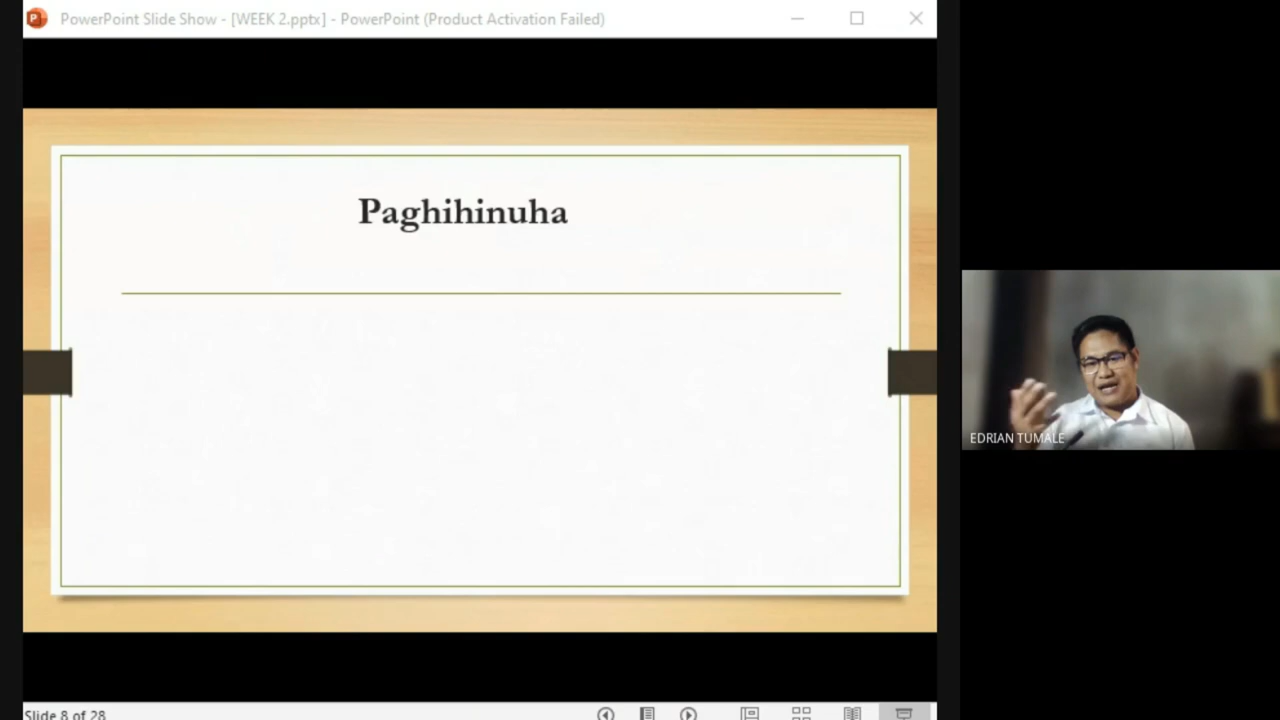 PowerPoint Slide Show - [WEEK 2.pptx] - PowerPoint (Product Activation Failed)
Paghihinuha
EDRIAN TUMALE
Slide 8 of 28